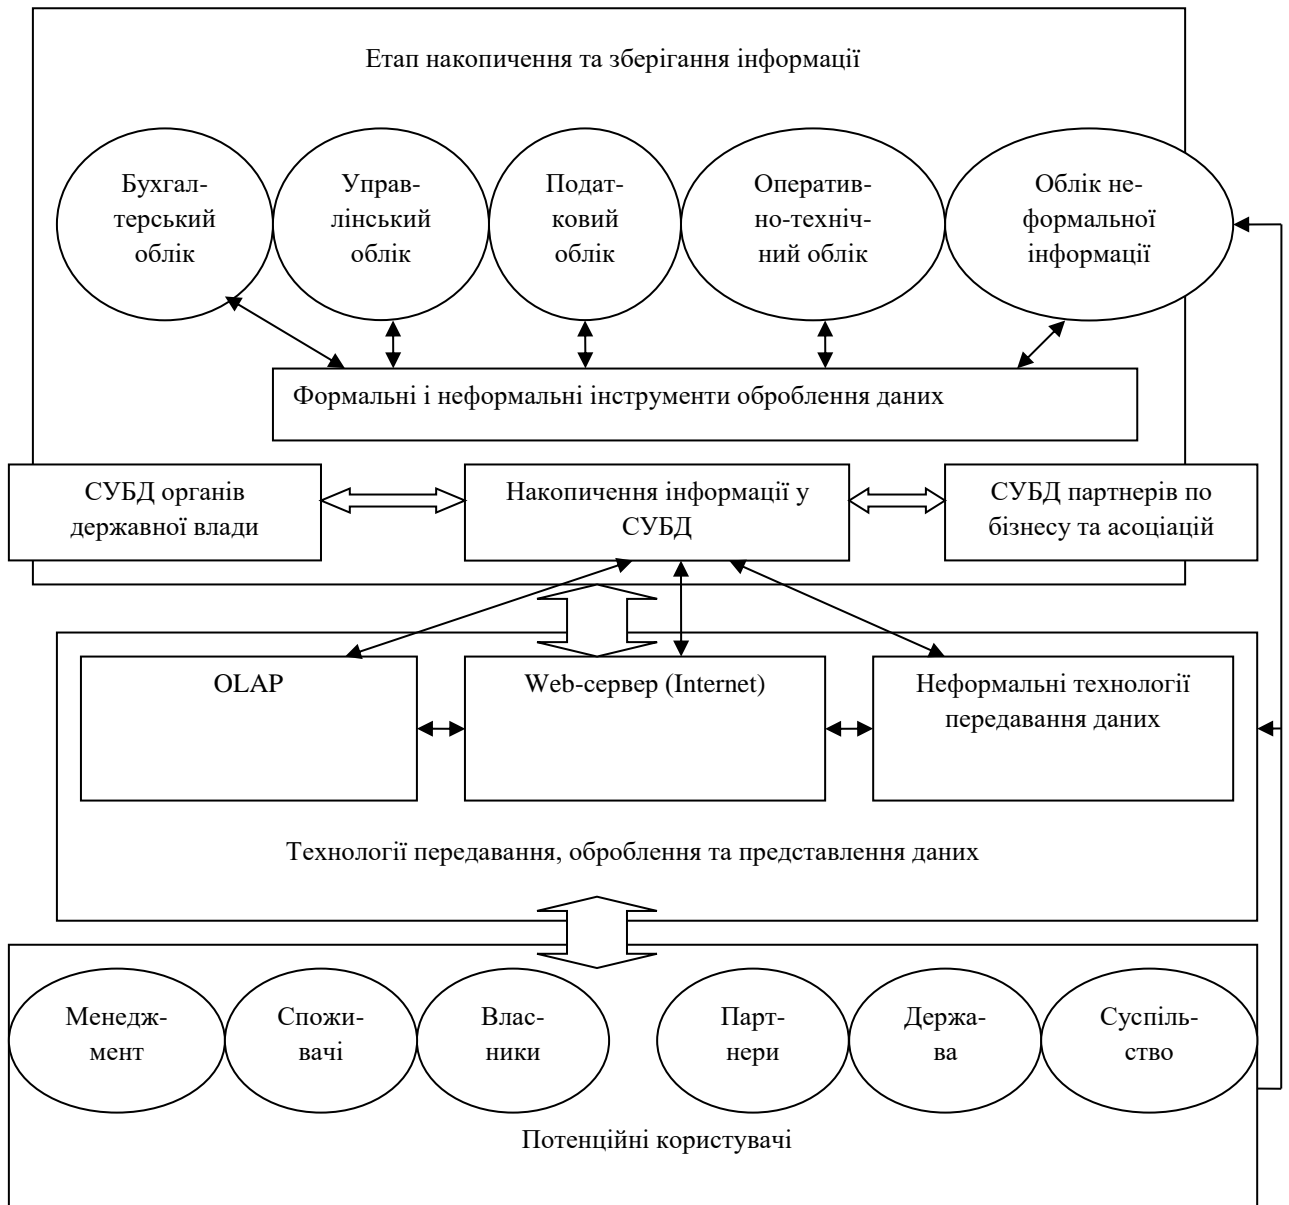 Етап накопичення та зберігання інформації
Бухгал-
терський
облік
Управ-
лінський
облік
Подат-
ковий
облік
Оператив-
но-техніч-
ний облік
Облік не-
формальної
інформації
Формальні і неформальні інструменти оброблення даних
СУБД органів
державної влади
Накопичення інформації у
СУБД
СУБД партнерів по
бізнесу та асоціацій
OLAP
Web-сервер (Internet)
Неформальні технології
передавання даних
Технології передавання, оброблення та представлення даних
Менедж-
мент
Спожи-
вачі
Влас-
ники
Парт-
нери
Держа-
ва
Суспіль-
ство
Потенційні користувачі